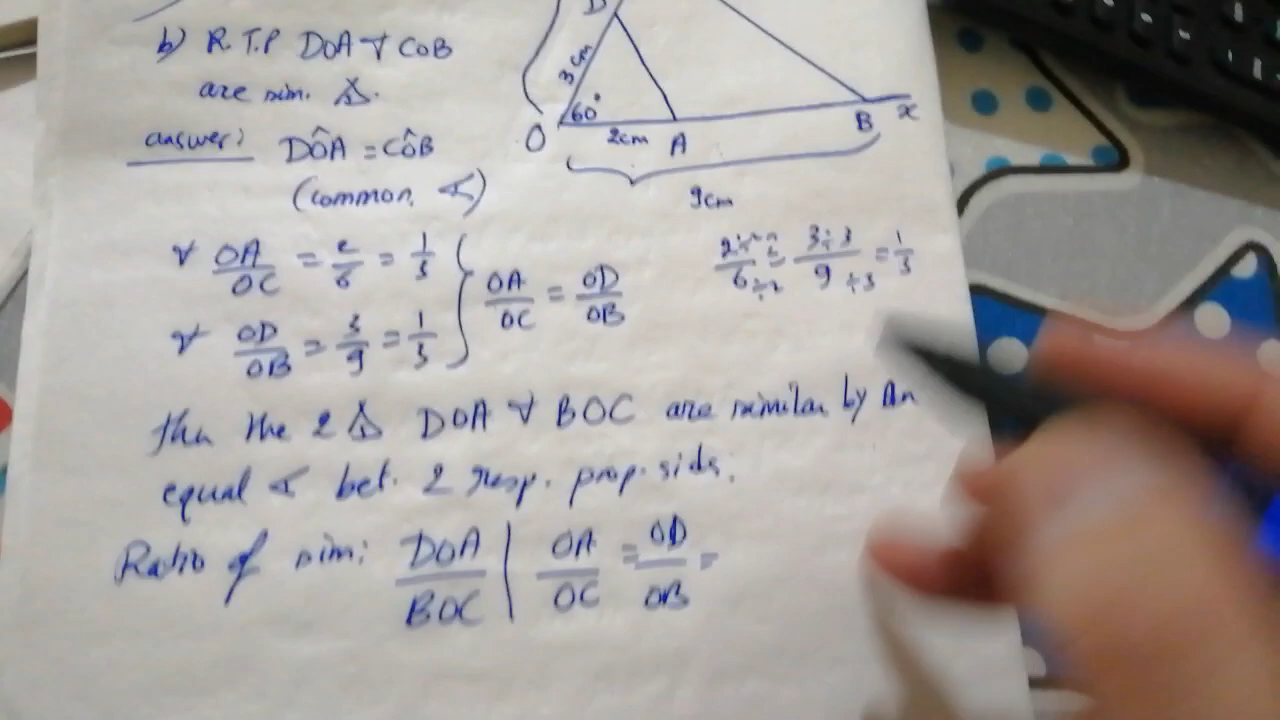 b) R.T.P DOA & COB
are sim. Δs.
answer: DÔA = CÔB
(common ∢)
& OA/OC = 2/6 = 1/3
& OD/OB = 3/9 = 1/3
OA/OC = OD/OB
D
3cm
60°
O
2cm
A
B
x
9cm
2÷2/6÷2 = 3÷3/9÷3 = 1/3
then the 2 Δs DOA & BOC are similar by an
equal ∢ bet. 2 resp. prop. sides.
Ratio of sim: DOA/BOC | OA/OC = OD/OB =